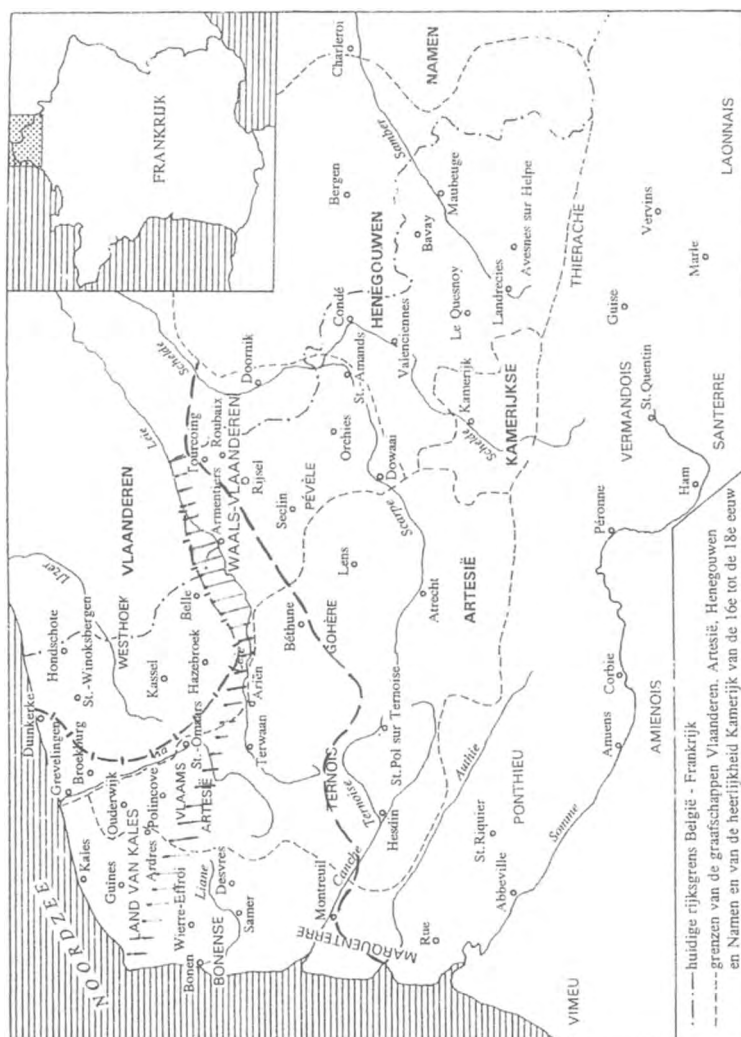 NOORDZEE
Duinkerke
Grevelingen
Broekburg
Hondschote
St.-Winoksbergen
IJzer
VLAANDEREN
WESTHOEK
Kales
Guines
LAND VAN KALES
Ouderwijk
Polincove
Ardres
Kassel
Hazebroek
Belle
Armentiers
Tourcoing
Roubaix
Leie
Schelde
Wierre-Effroi
Liane
Desvres
Samer
Bonen
BONENSE
VLAAMS
ARTESIË
Aa
St.-Omaars
Leie
Ariën
Terwaan
WAALS-VLAANDEREN
Rijsel
Doornik
Seclin
PÉVÈLE
Orchies
St.-Amands
Condé
Béthune
GOHÈRE
Lens
Dowaai
Scarpe
Atrecht
ARTESIË
TERNOIS
Ternoise
St.Pol sur Ternoise
Hesdin
Canche
Montreuil
MARQUENTERRE
Authie
Rue
PONTHIEU
St.Riquier
Abbeville
Somme
VIMEU
Amiens
Corbie
AMIENOIS
Péronne
Ham
SANTERRE
St.Quentin
VERMANDOIS
HENEGOUWEN
Bergen
Charleroi
Samber
NAMEN
Valenciennes
Bavay
Maubeuge
Le Quesnoy
Kamerijk
Schelde
KAMERIJKSE
Landrecies
Avesnes sur Helpe
THIERACHE
Guise
Vervins
Marle
LAONNAIS
FRANKRIJK
huidige rijksgrens België - Frankrijk
grenzen van de graafschappen Vlaanderen, Artesië, Henegouwen
en Namen en van de heerlijkheid Kamerijk van de 16e tot de 18e eeuw